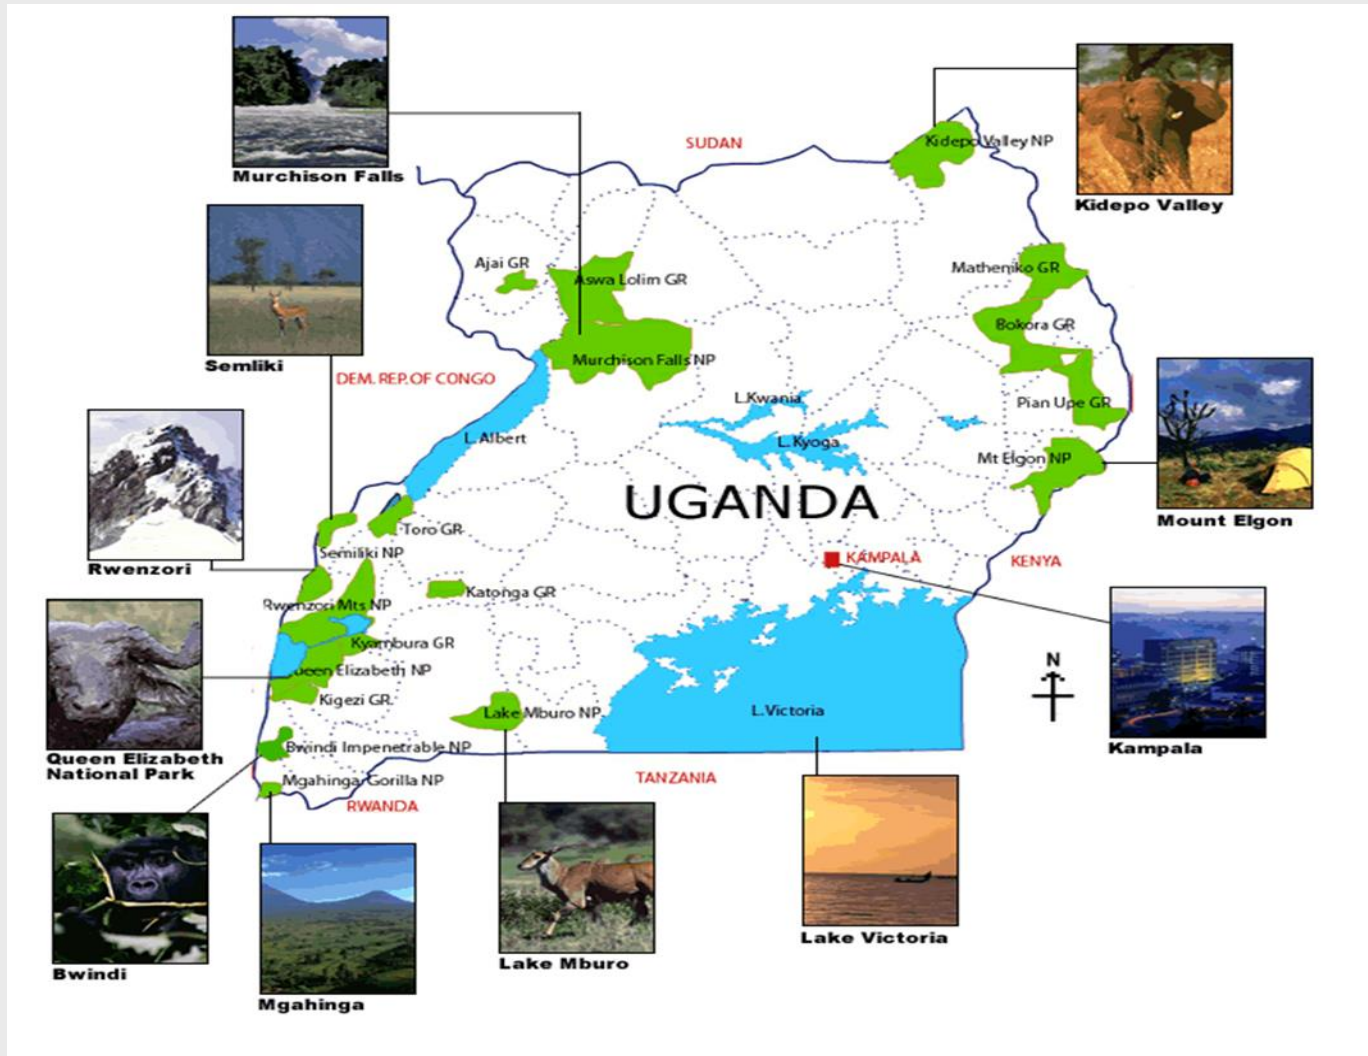 Murchison Falls
SUDAN
Kidepo Valley NP
Kidepo Valley
Semliki
Ajai GR
Aswa Lolim GR
Matheniko GR
Bokora GR
Murchison Falls NP
DEM. REP.OF CONGO
L.Kwania
Pian Upe GR
L. Albert
L.Kyoga
Mt Elgon NP
UGANDA
Mount Elgon
Toro GR
Semiliki NP
Rwenzori
KAMPALA
KENYA
Katonga GR
Rwenzori Mts NP
Kyambura GR
Queen Elizabeth NP
Kigezi GR
N
Lake Mburo NP
L.Victoria
Kampala
Queen Elizabeth
National Park
Bwindi Impenetrable NP
Mgahinga Gorilla NP
TANZANIA
RWANDA
Lake Victoria
Bwindi
Lake Mburo
Mgahinga